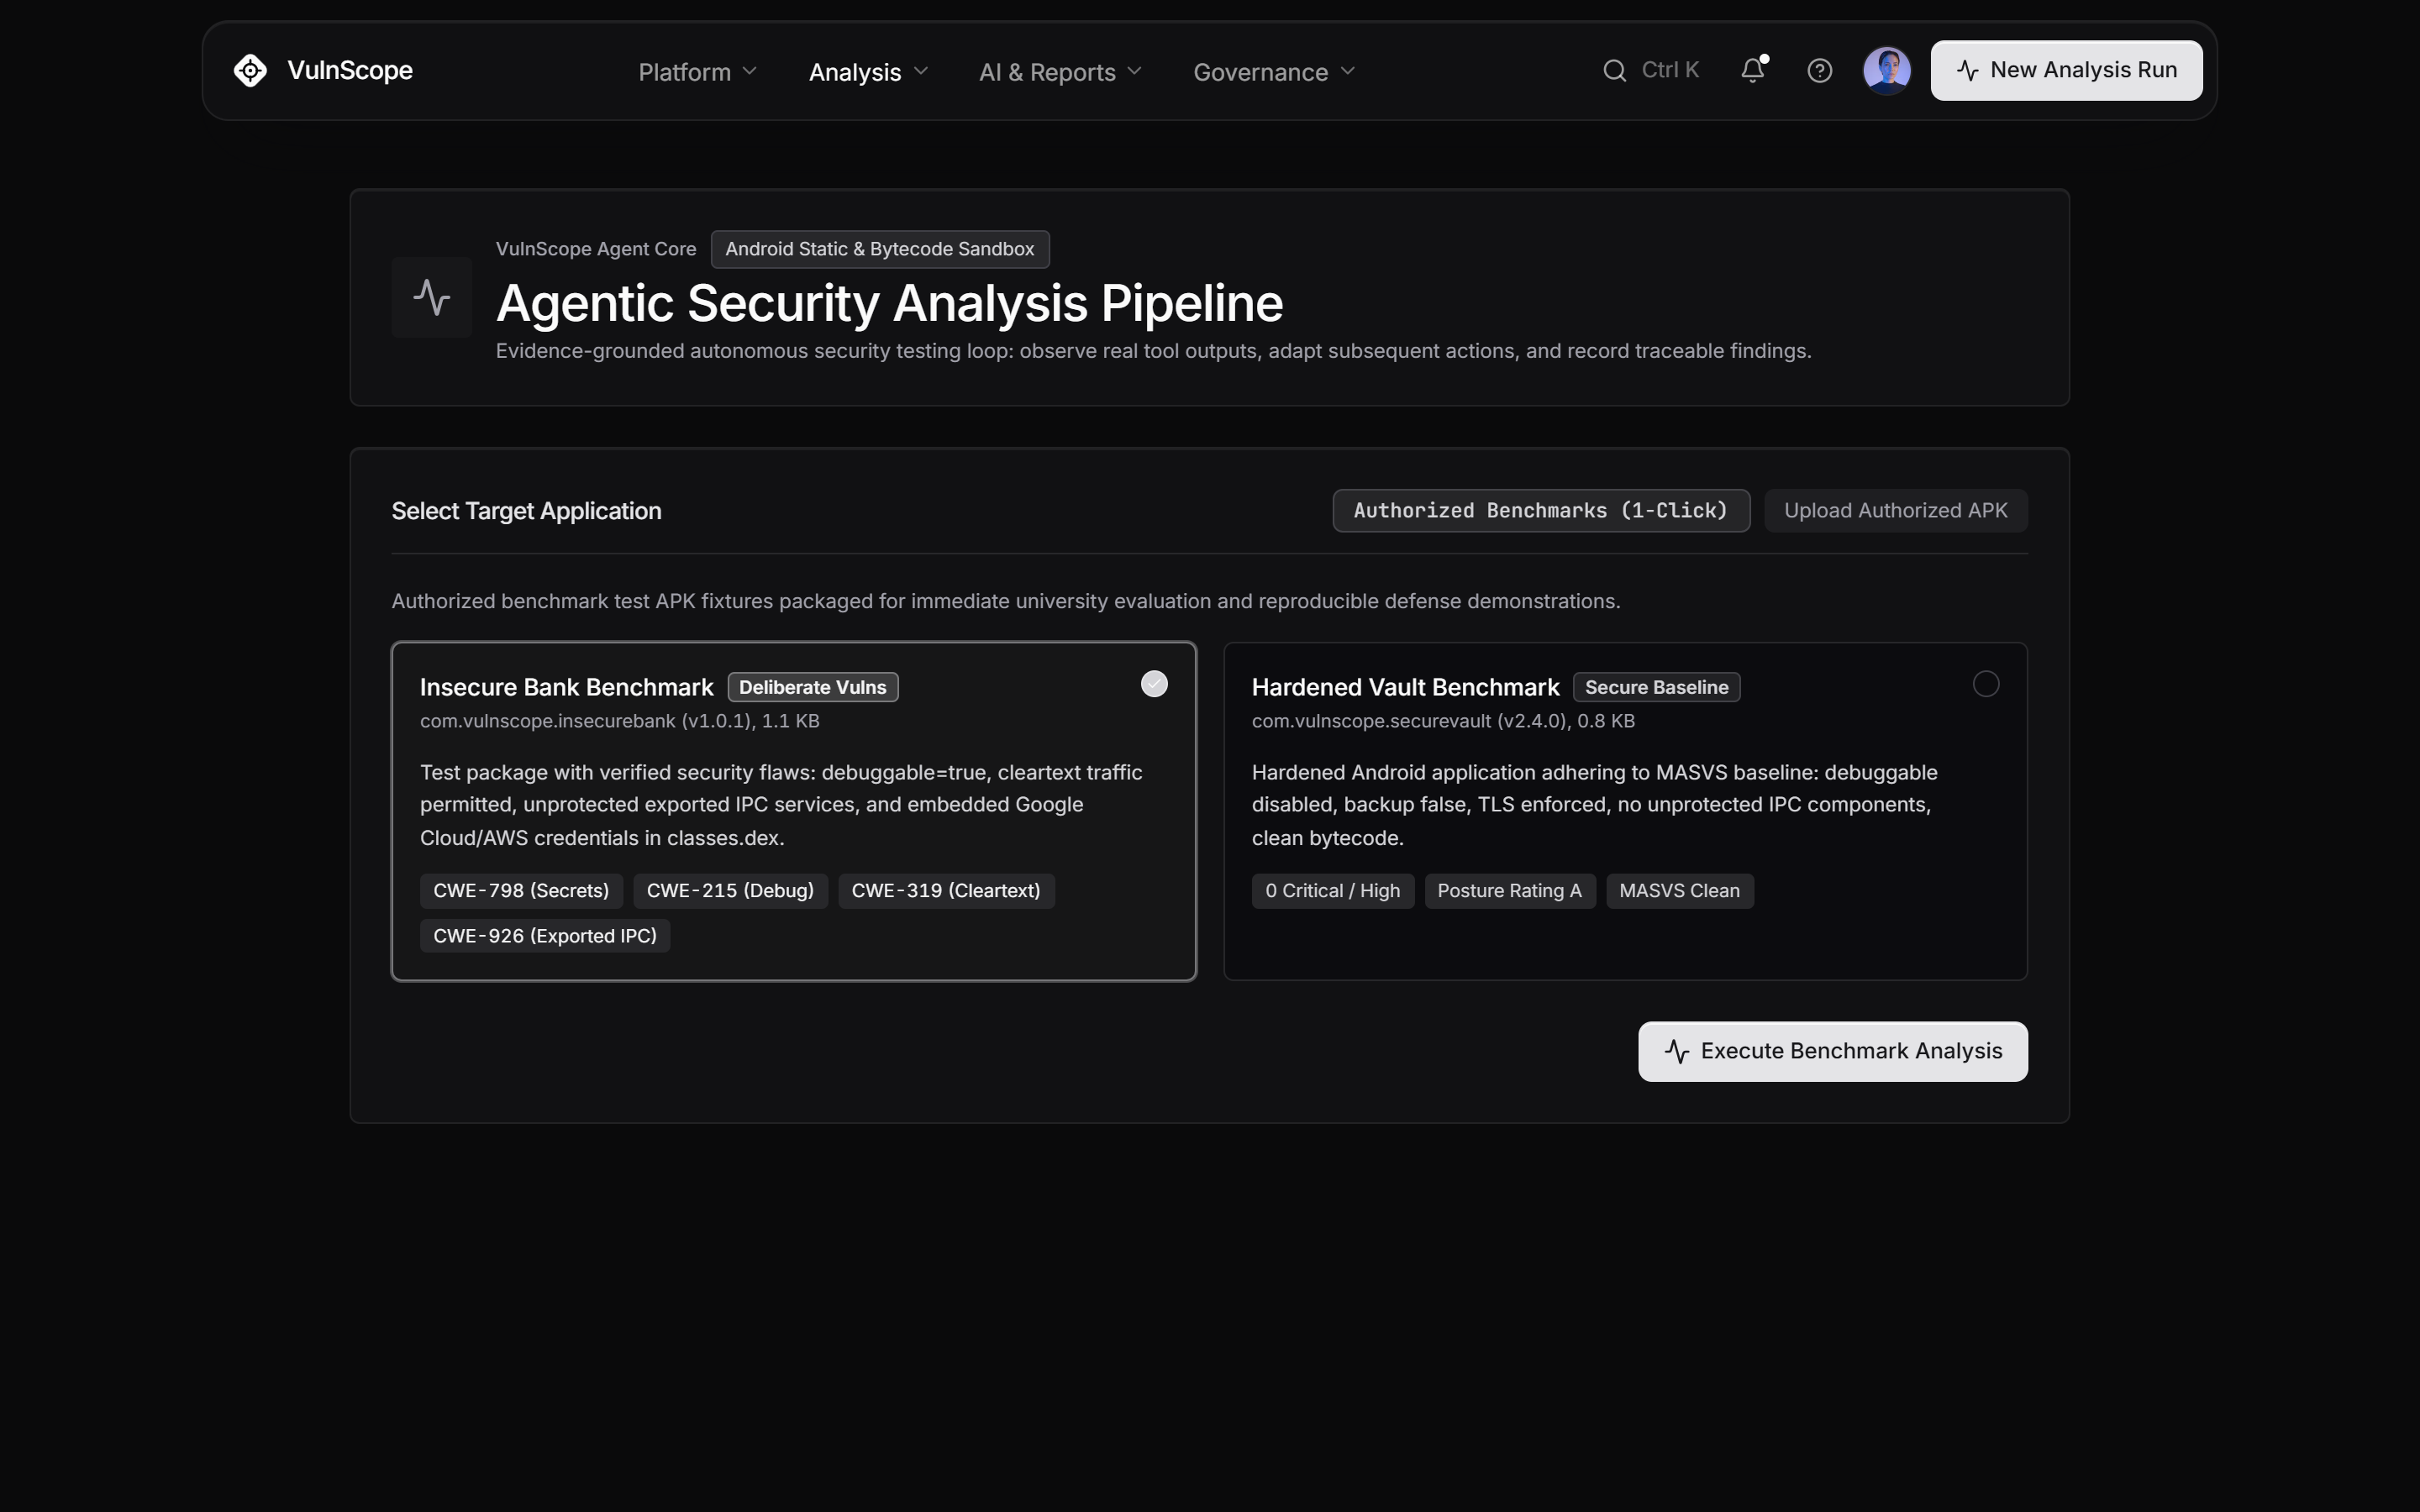 VulnScope
Platform
Analysis
AI & Reports
Governance
Ctrl K
New Analysis Run
VulnScope Agent Core
Android Static & Bytecode Sandbox
Agentic Security Analysis Pipeline
Evidence-grounded autonomous security testing loop: observe real tool outputs, adapt subsequent actions, and record traceable findings.
Select Target Application
Authorized Benchmarks (1-Click)
Upload Authorized APK
Authorized benchmark test APK fixtures packaged for immediate university evaluation and reproducible defense demonstrations.
Insecure Bank Benchmark
Deliberate Vulns
com.vulnscope.insecurebank (v1.0.1), 1.1 KB
Test package with verified security flaws: debuggable=true, cleartext traffic
permitted, unprotected exported IPC services, and embedded Google
Cloud/AWS credentials in classes.dex.
CWE-798 (Secrets)
CWE-215 (Debug)
CWE-319 (Cleartext)
CWE-926 (Exported IPC)
Hardened Vault Benchmark
Secure Baseline
com.vulnscope.securevault (v2.4.0), 0.8 KB
Hardened Android application adhering to MASVS baseline: debuggable
disabled, backup false, TLS enforced, no unprotected IPC components,
clean bytecode.
0 Critical / High
Posture Rating A
MASVS Clean
Execute Benchmark Analysis